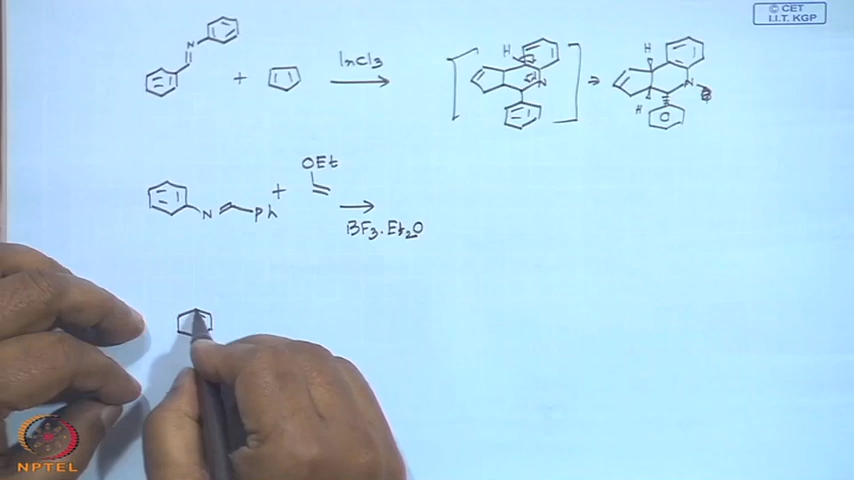 © CET
I.I.T. KGP
N
+
InCl3
H
N
H
N
H
OEt
N
Ph
+
BF3.Et2O
NPTEL